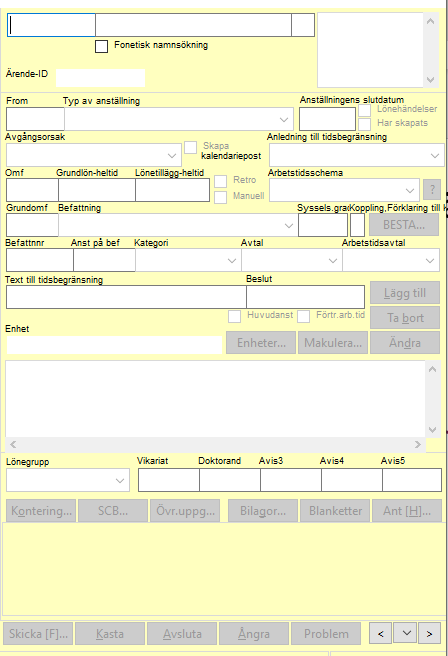 Fonetisk namnsökning
Ärende-ID
From Typ av anställning Anställningens slutdatum
Lönehändelser
Har skapats
Avgångsorsak Skapa kalendariepost Anledning till tidsbegränsning
Omf Grundlön-heltid Lönetillägg-heltid Retro Arbetstidsschema
Manuell ?
Grundomf Befattning Syssels.grad Koppling,Förklaring till
BESTA...
Befattnnr Anst på bef Kategori Avtal Arbetstidsavtal
Text till tidsbegränsning Beslut
Lägg till
Huvudanst Förtr.arb.tid Ta bort
Enhet Enheter... Makulera... Ändra
Lönegrupp Vikariat Doktorand Avis3 Avis4 Avis5
Kontering... SCB... Övr.uppg... Bilagor... Blanketter Ant [H]...
Skicka [F]... Kasta Avsluta Ångra Problem < >